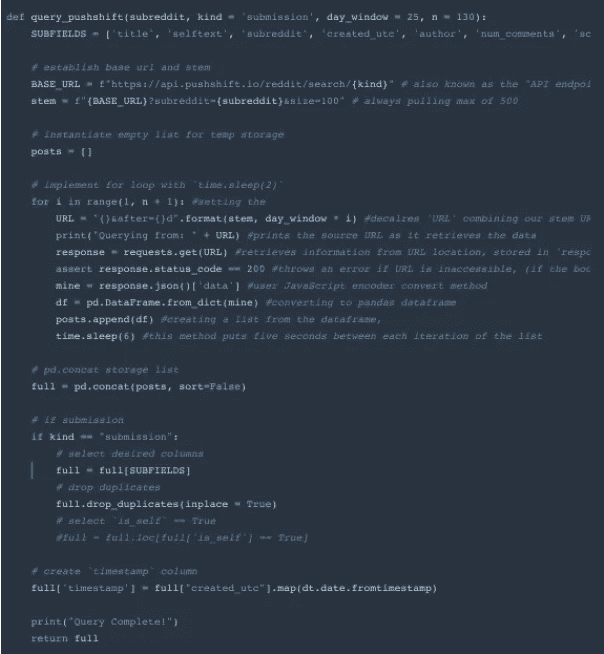 def query_pushshift(subreddit, kind = 'submission', day_window = 25, n = 130):
    SUBFIELDS = ['title', 'selftext', 'subreddit', 'created_utc', 'author', 'num_comments', 'sc
    # establish base url and stem
    BASE_URL = f"https://api.pushshift.io/reddit/search/{kind}" # also known as the "API endpoi
    stem = f"{BASE_URL}?subreddit={subreddit}&size=100" # always pulling max of 500
    # instantiate empty list for temp storage
    posts = []
    # implement for loop with `time.sleep(2)`
    for i in range(1, n + 1): #setting the
        URL = "{}&after={}d".format(stem, day_window * i) #decalres `URL` combining our stem UR
        print("Querying from: " + URL) #prints the source URL as it retrieves the data
        response = requests.get(URL) #retrieves information from URL location, stored in 'respo
        assert response.status_code == 200 #throws an error if URL is inaccessible, (if the boo
        mine = response.json()['data'] #user JavaScript encoder convert method
        df = pd.DataFrame.from_dict(mine) #converting to pandas dataframe
        posts.append(df) #creating a list from the dataframe,
        time.sleep(6) #this method puts five seconds between each iteration of the list
    # pd.concat storage list
    full = pd.concat(posts, sort=False)
    # if submission
    if kind == "submission":
        # select desired columns
        full = full[SUBFIELDS]
        # drop duplicates
        full.drop_duplicates(inplace = True)
        # select `is_self` == True
        #full = full.loc[full['is_self'] == True]
    # create `timestamp` column
    full['timestamp'] = full["created_utc"].map(dt.date.fromtimestamp)
    print("Query Complete!")
    return full